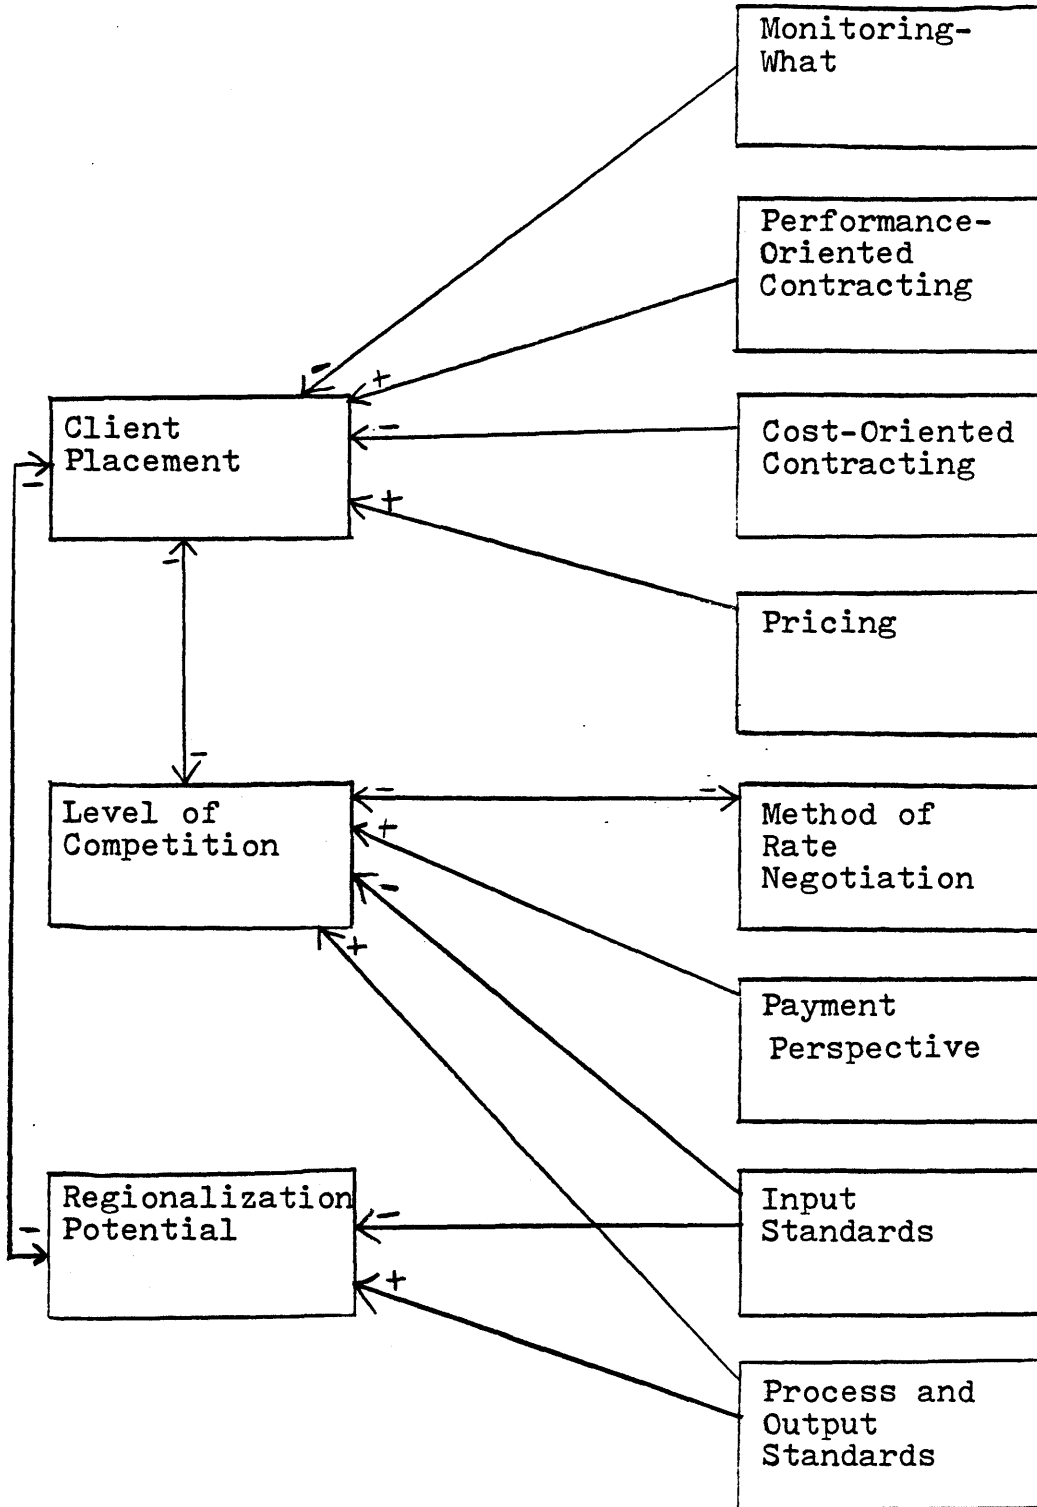 Monitoring-
What
Performance-
Oriented
Contracting
-
+
Client
Placement
-
-
Cost-Oriented
Contracting
+
-
Pricing
-
Level of
Competition
-
-
Method of
Rate
Negotiation
+
-
+
Payment
Perspective
Regionalization
Potential
-
-
Input
Standards
+
Process and
Output
Standards